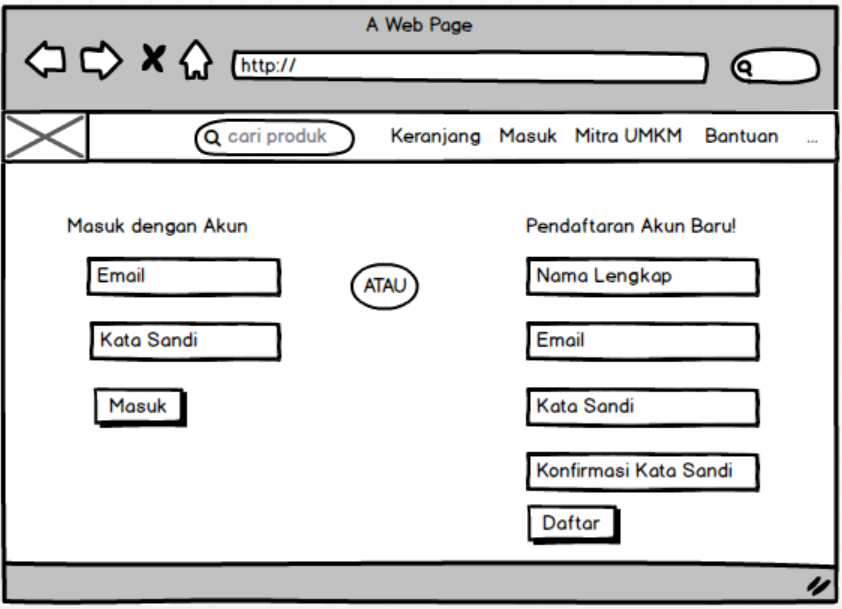 A Web Page
http://
cari produk Keranjang Masuk Mitra UMKM Bantuan ...
Masuk dengan Akun
Email
Kata Sandi
Masuk
ATAU
Pendaftaran Akun Baru!
Nama Lengkap
Email
Kata Sandi
Konfirmasi Kata Sandi
Daftar